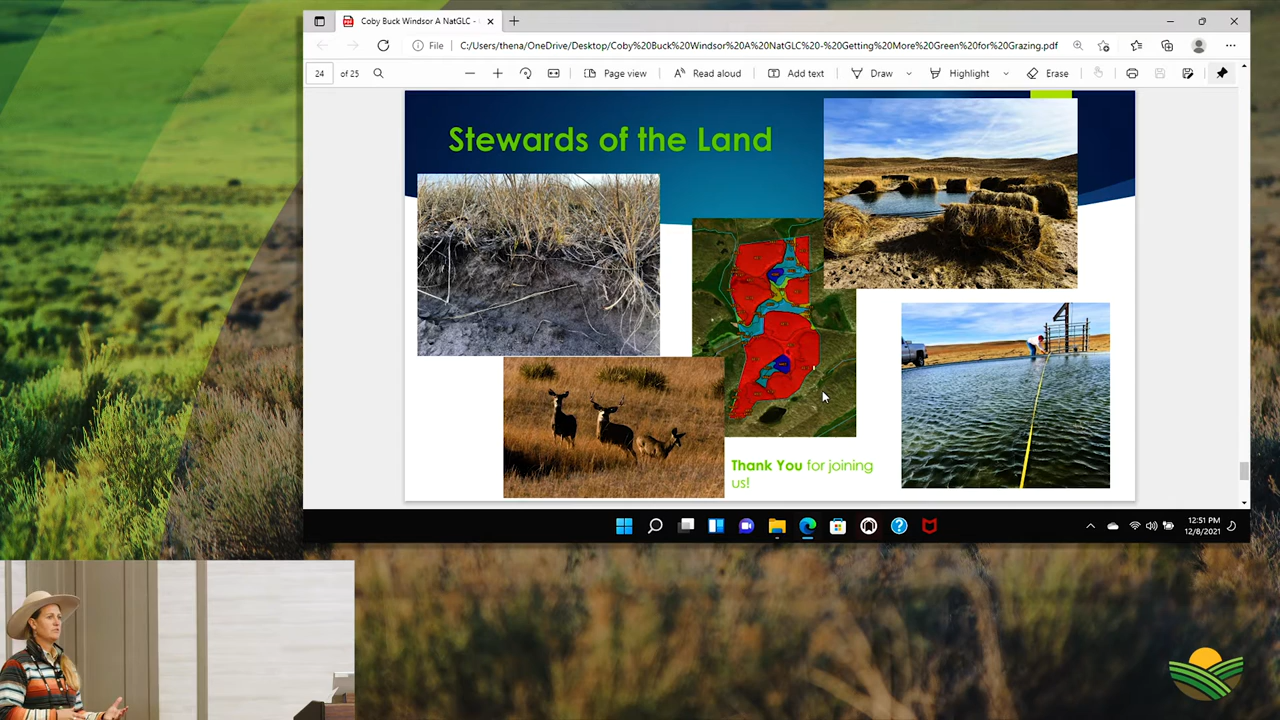 Coby Buck Windsor A NatGLC -
File
C:/Users/thena/OneDrive/Desktop/Coby%20Buck%20Windsor%20A%20NatGLC%20-%20Getting%20More%20Green%20for%20Grazing.pdf
24 of 25
Page view
Read aloud
Add text
Draw
Highlight
Erase
Stewards of the Land
Thank You for joining
us!
12:51 PM
12/8/2021